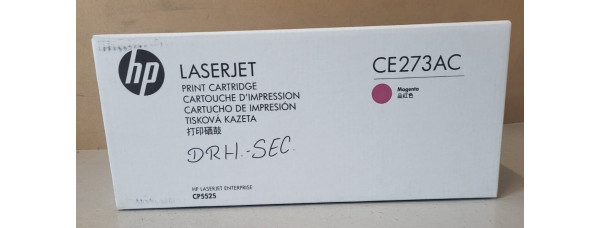 hp
LASERJET
PRINT CARTRIDGE
CARTOUCHE D'IMPRESSION
CARTUCHO DE IMPRESIÓN
TISKOVÁ KAZETA
打印硒鼓
CE273AC
Magenta
品红色
DRH.-SEC.
HP LASERJET ENTERPRISE
CP5525